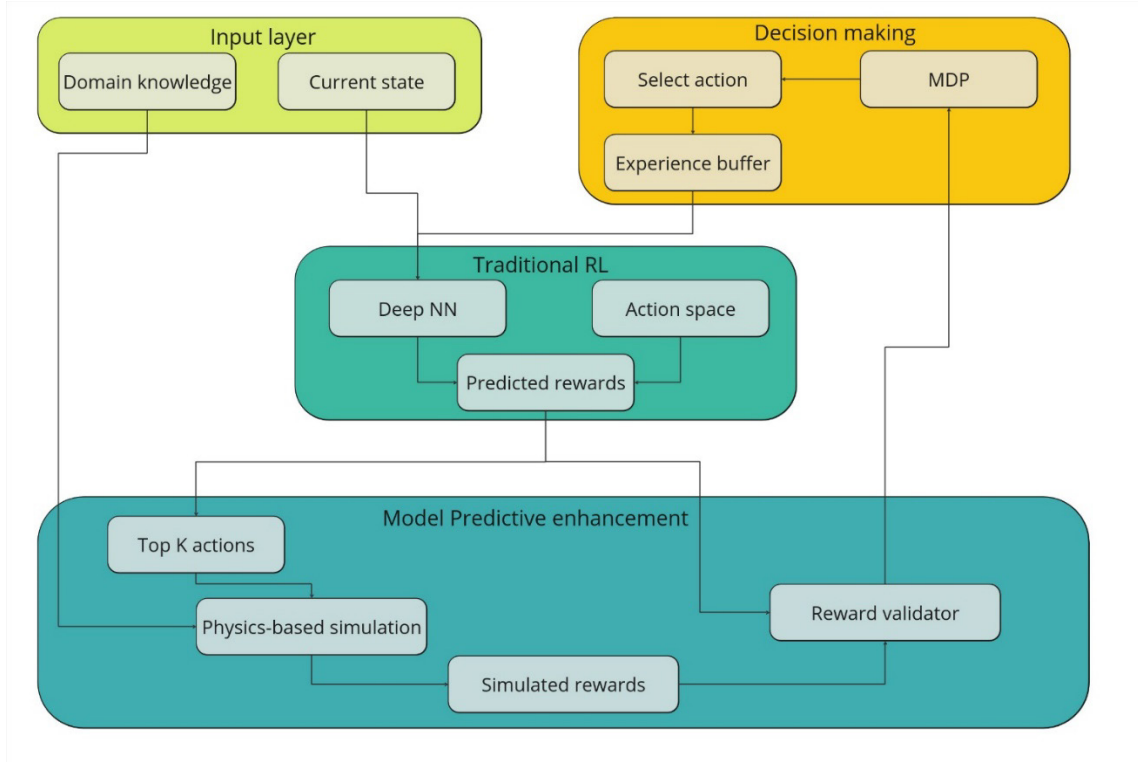 Input layer
Domain knowledge
Current state
Decision making
Select action
MDP
Experience buffer
Traditional RL
Deep NN
Action space
Predicted rewards
Model Predictive enhancement
Top K actions
Physics-based simulation
Reward validator
Simulated rewards